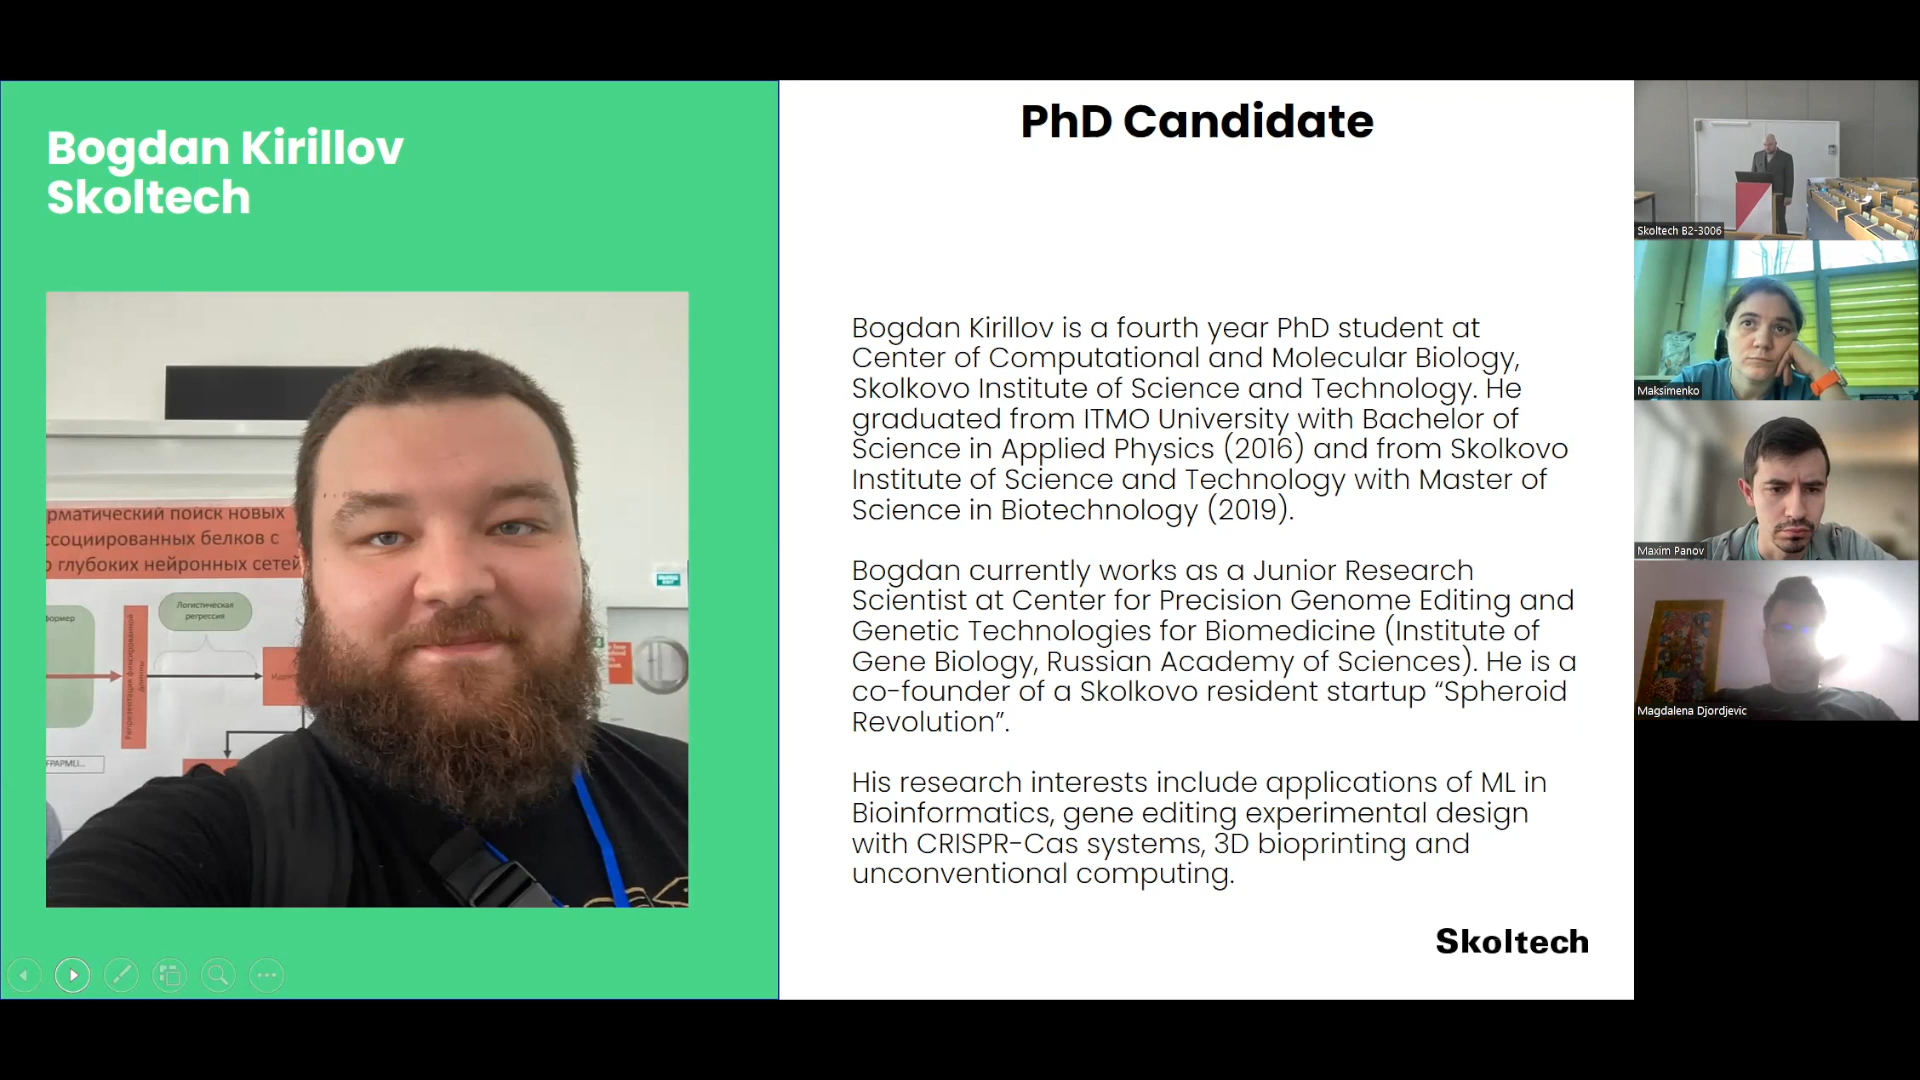 Bogdan Kirillov
Skoltech
рматический поиск новых
ссоциированных белков с
глубоких нейронных сетей
Логистическая
регрессия
формер
Репрезентация фиксированной
длины
FPAPMLI...
PhD Candidate
Bogdan Kirillov is a fourth year PhD student at
Center of Computational and Molecular Biology,
Skolkovo Institute of Science and Technology. He
graduated from ITMO University with Bachelor of
Science in Applied Physics (2016) and from Skolkovo
Institute of Science and Technology with Master of
Science in Biotechnology (2019).
Bogdan currently works as a Junior Research
Scientist at Center for Precision Genome Editing and
Genetic Technologies for Biomedicine (Institute of
Gene Biology, Russian Academy of Sciences). He is a
co-founder of a Skolkovo resident startup “Spheroid
Revolution”.
His research interests include applications of ML in
Bioinformatics, gene editing experimental design
with CRISPR-Cas systems, 3D bioprinting and
unconventional computing.
Skoltech
Skoltech B2-3006
Maksimenko
Maxim Panov
Magdalena Djordjevic